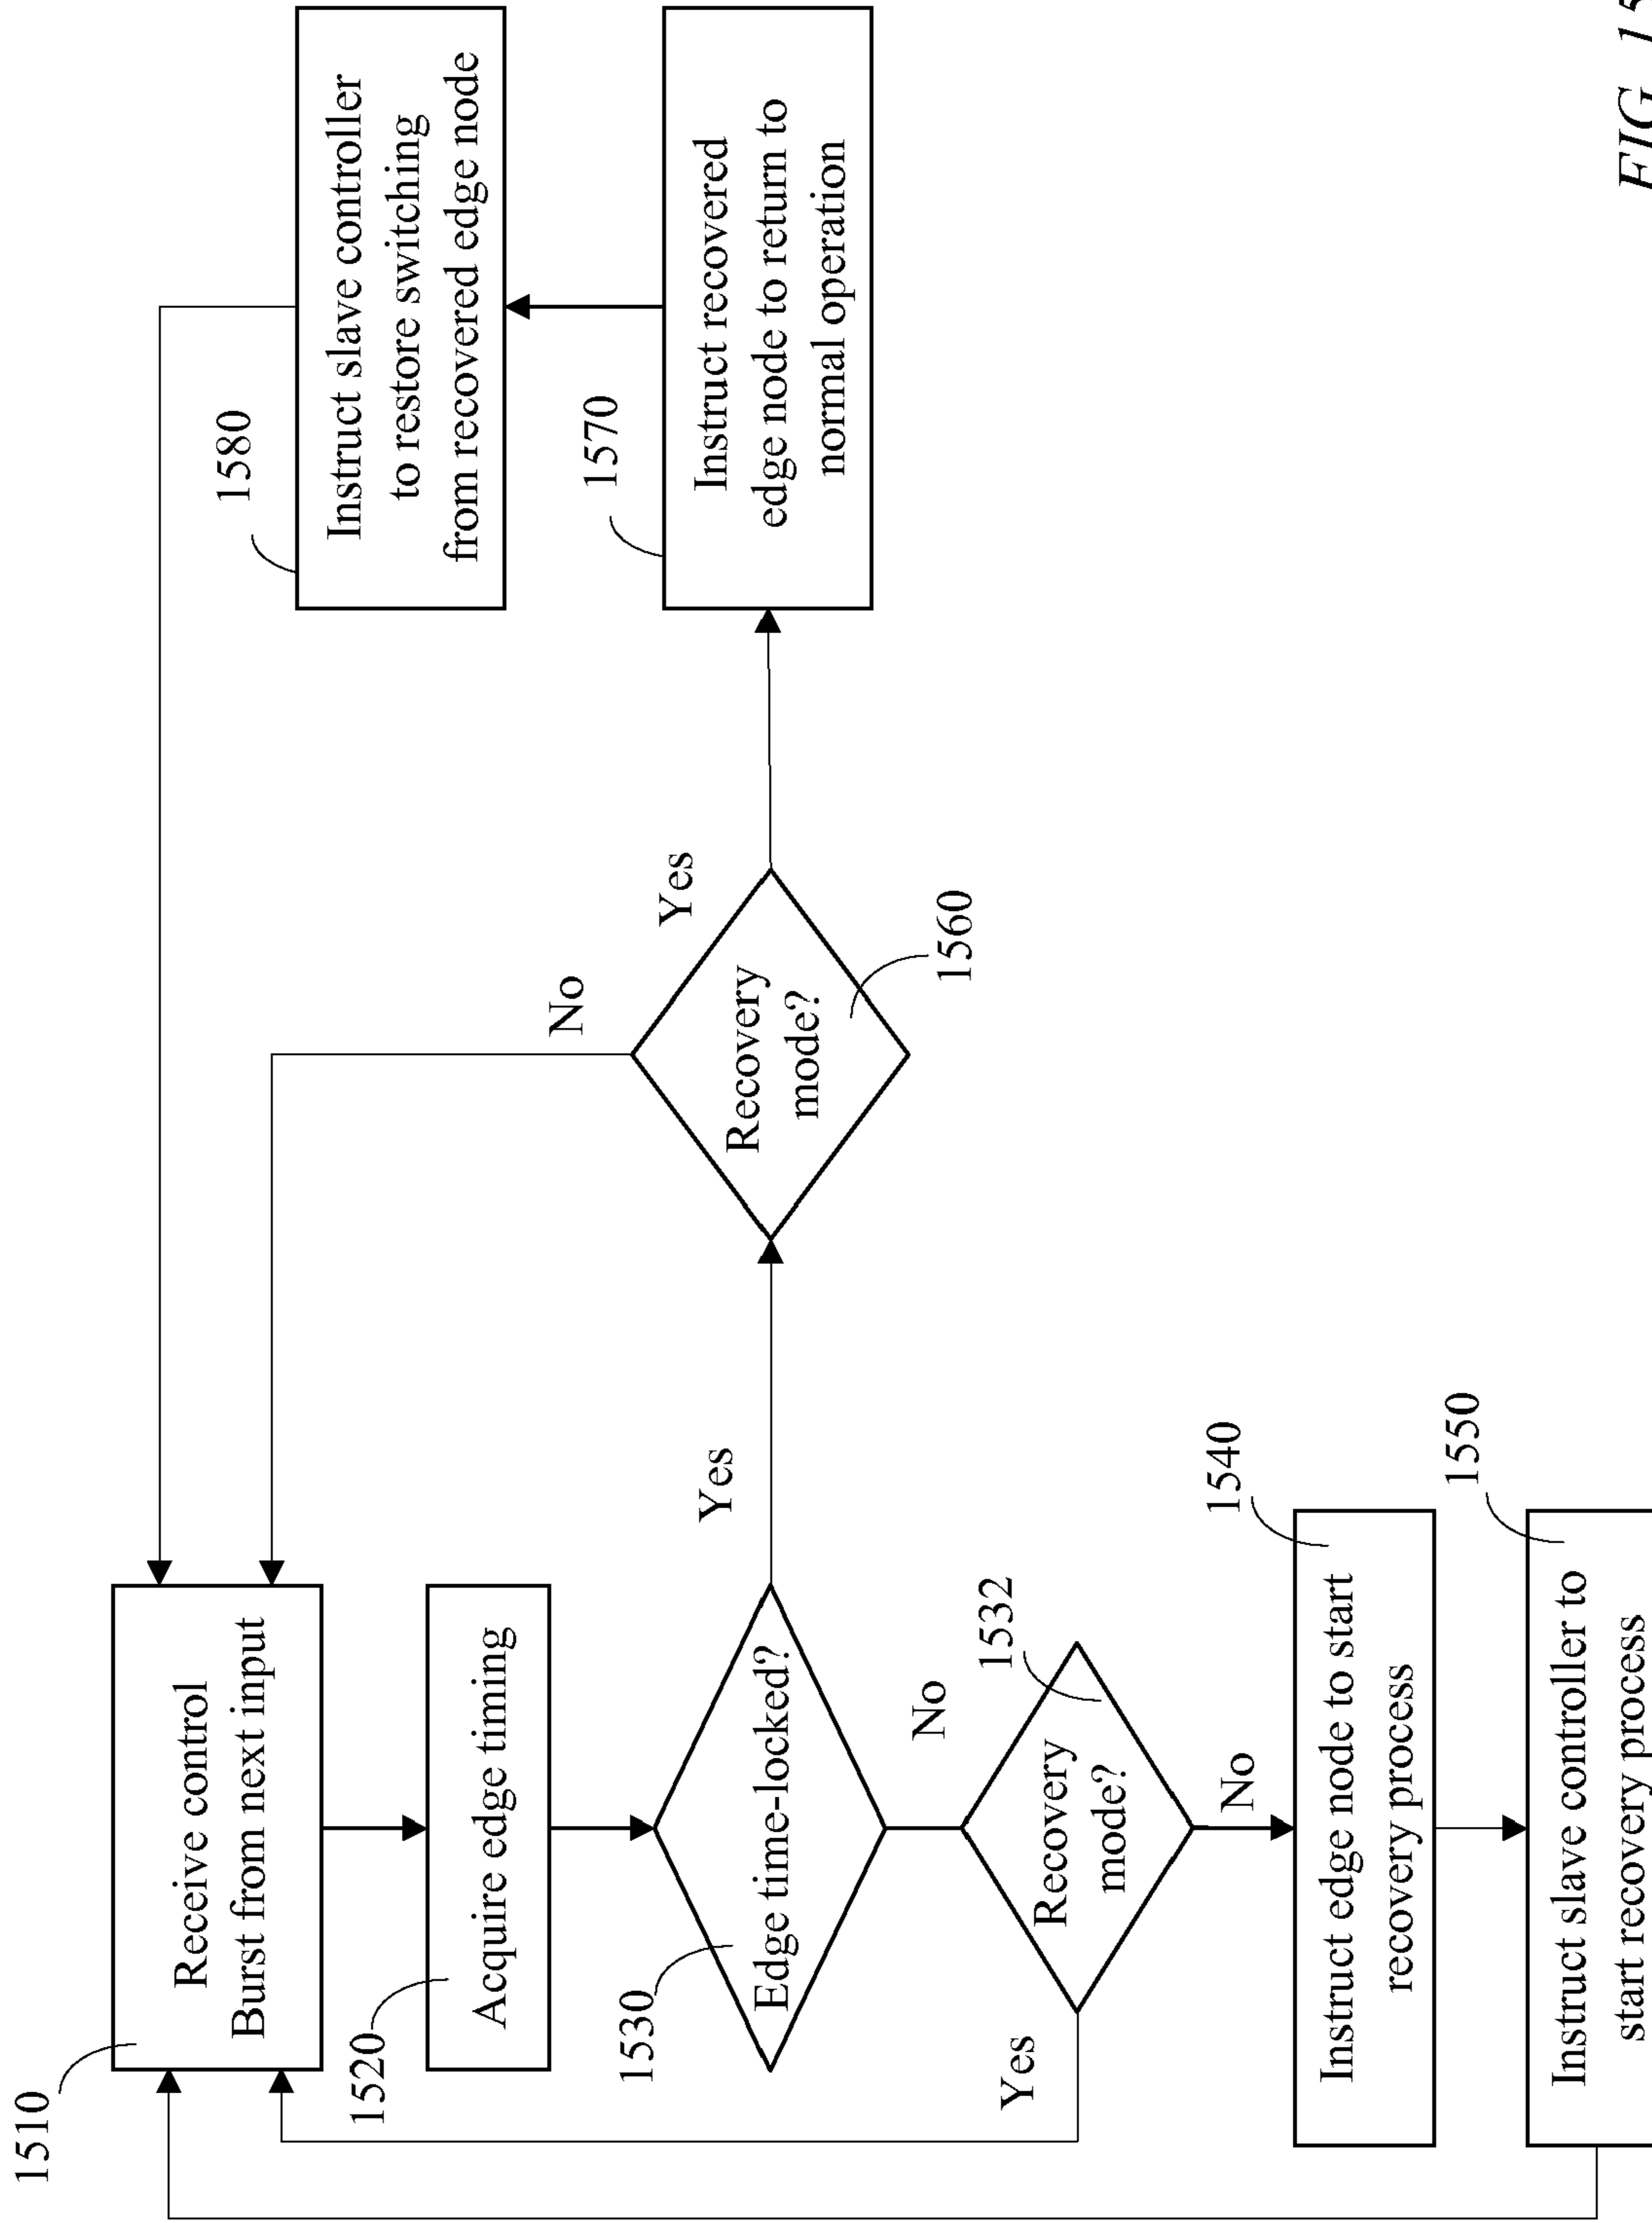 1510
Receive control
Burst from next input
1520
Acquire edge timing
1530
Edge time-locked?
Yes
No
1532
Recovery
mode?
Yes
No
1540
Instruct edge node to start
recovery process
1550
Instruct slave controller to
start recovery process
Recovery
mode?
1560
No
Yes
1570
Instruct recovered
edge node to return to
normal operation
1580
Instruct slave controller
to restore switching
from recovered edge node
FIG. 15